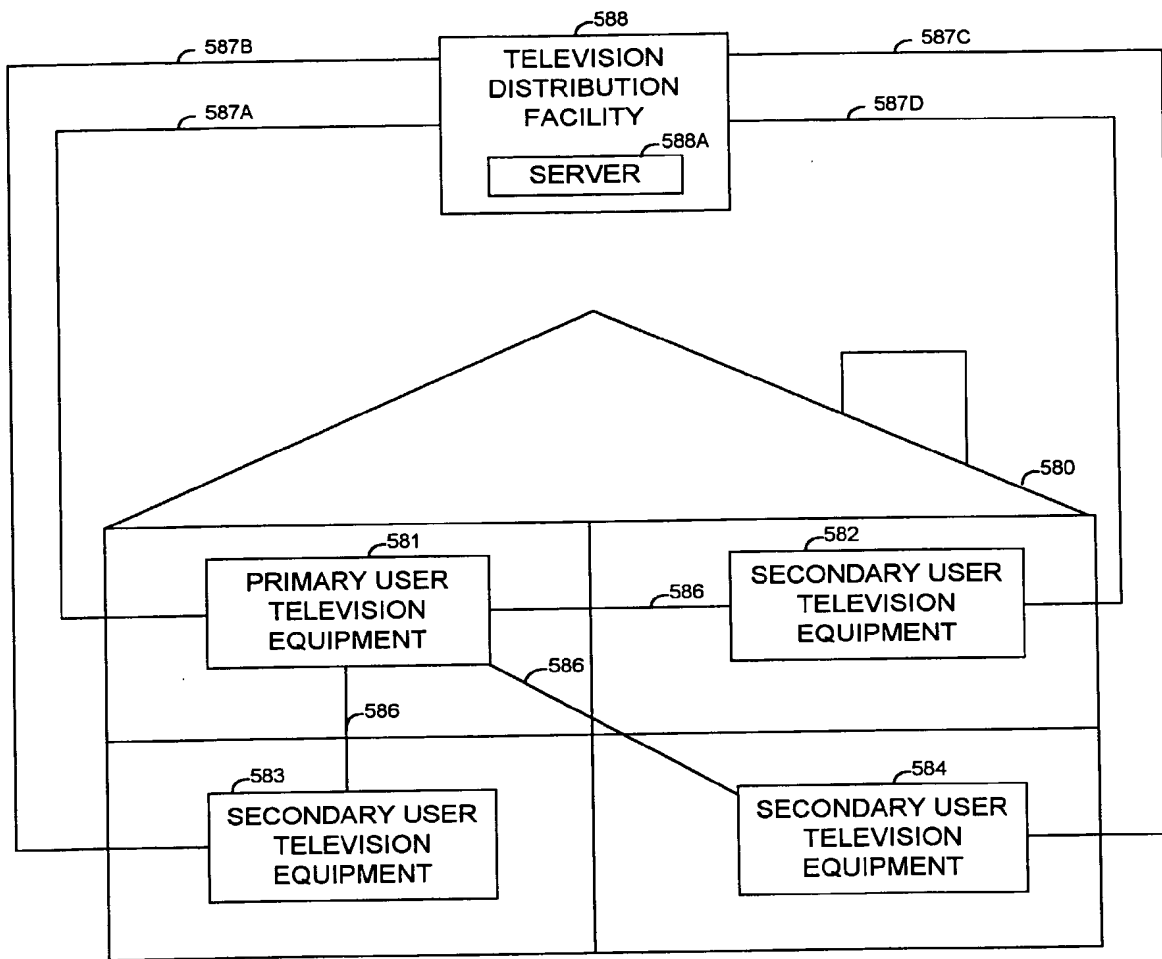 588
587B
587C
TELEVISION
DISTRIBUTION
FACILITY
587A
587D
588A
SERVER
580
581
582
PRIMARY USER
TELEVISION
EQUIPMENT
SECONDARY USER
TELEVISION
EQUIPMENT
586
586
586
583
584
SECONDARY USER
TELEVISION
EQUIPMENT
SECONDARY USER
TELEVISION
EQUIPMENT